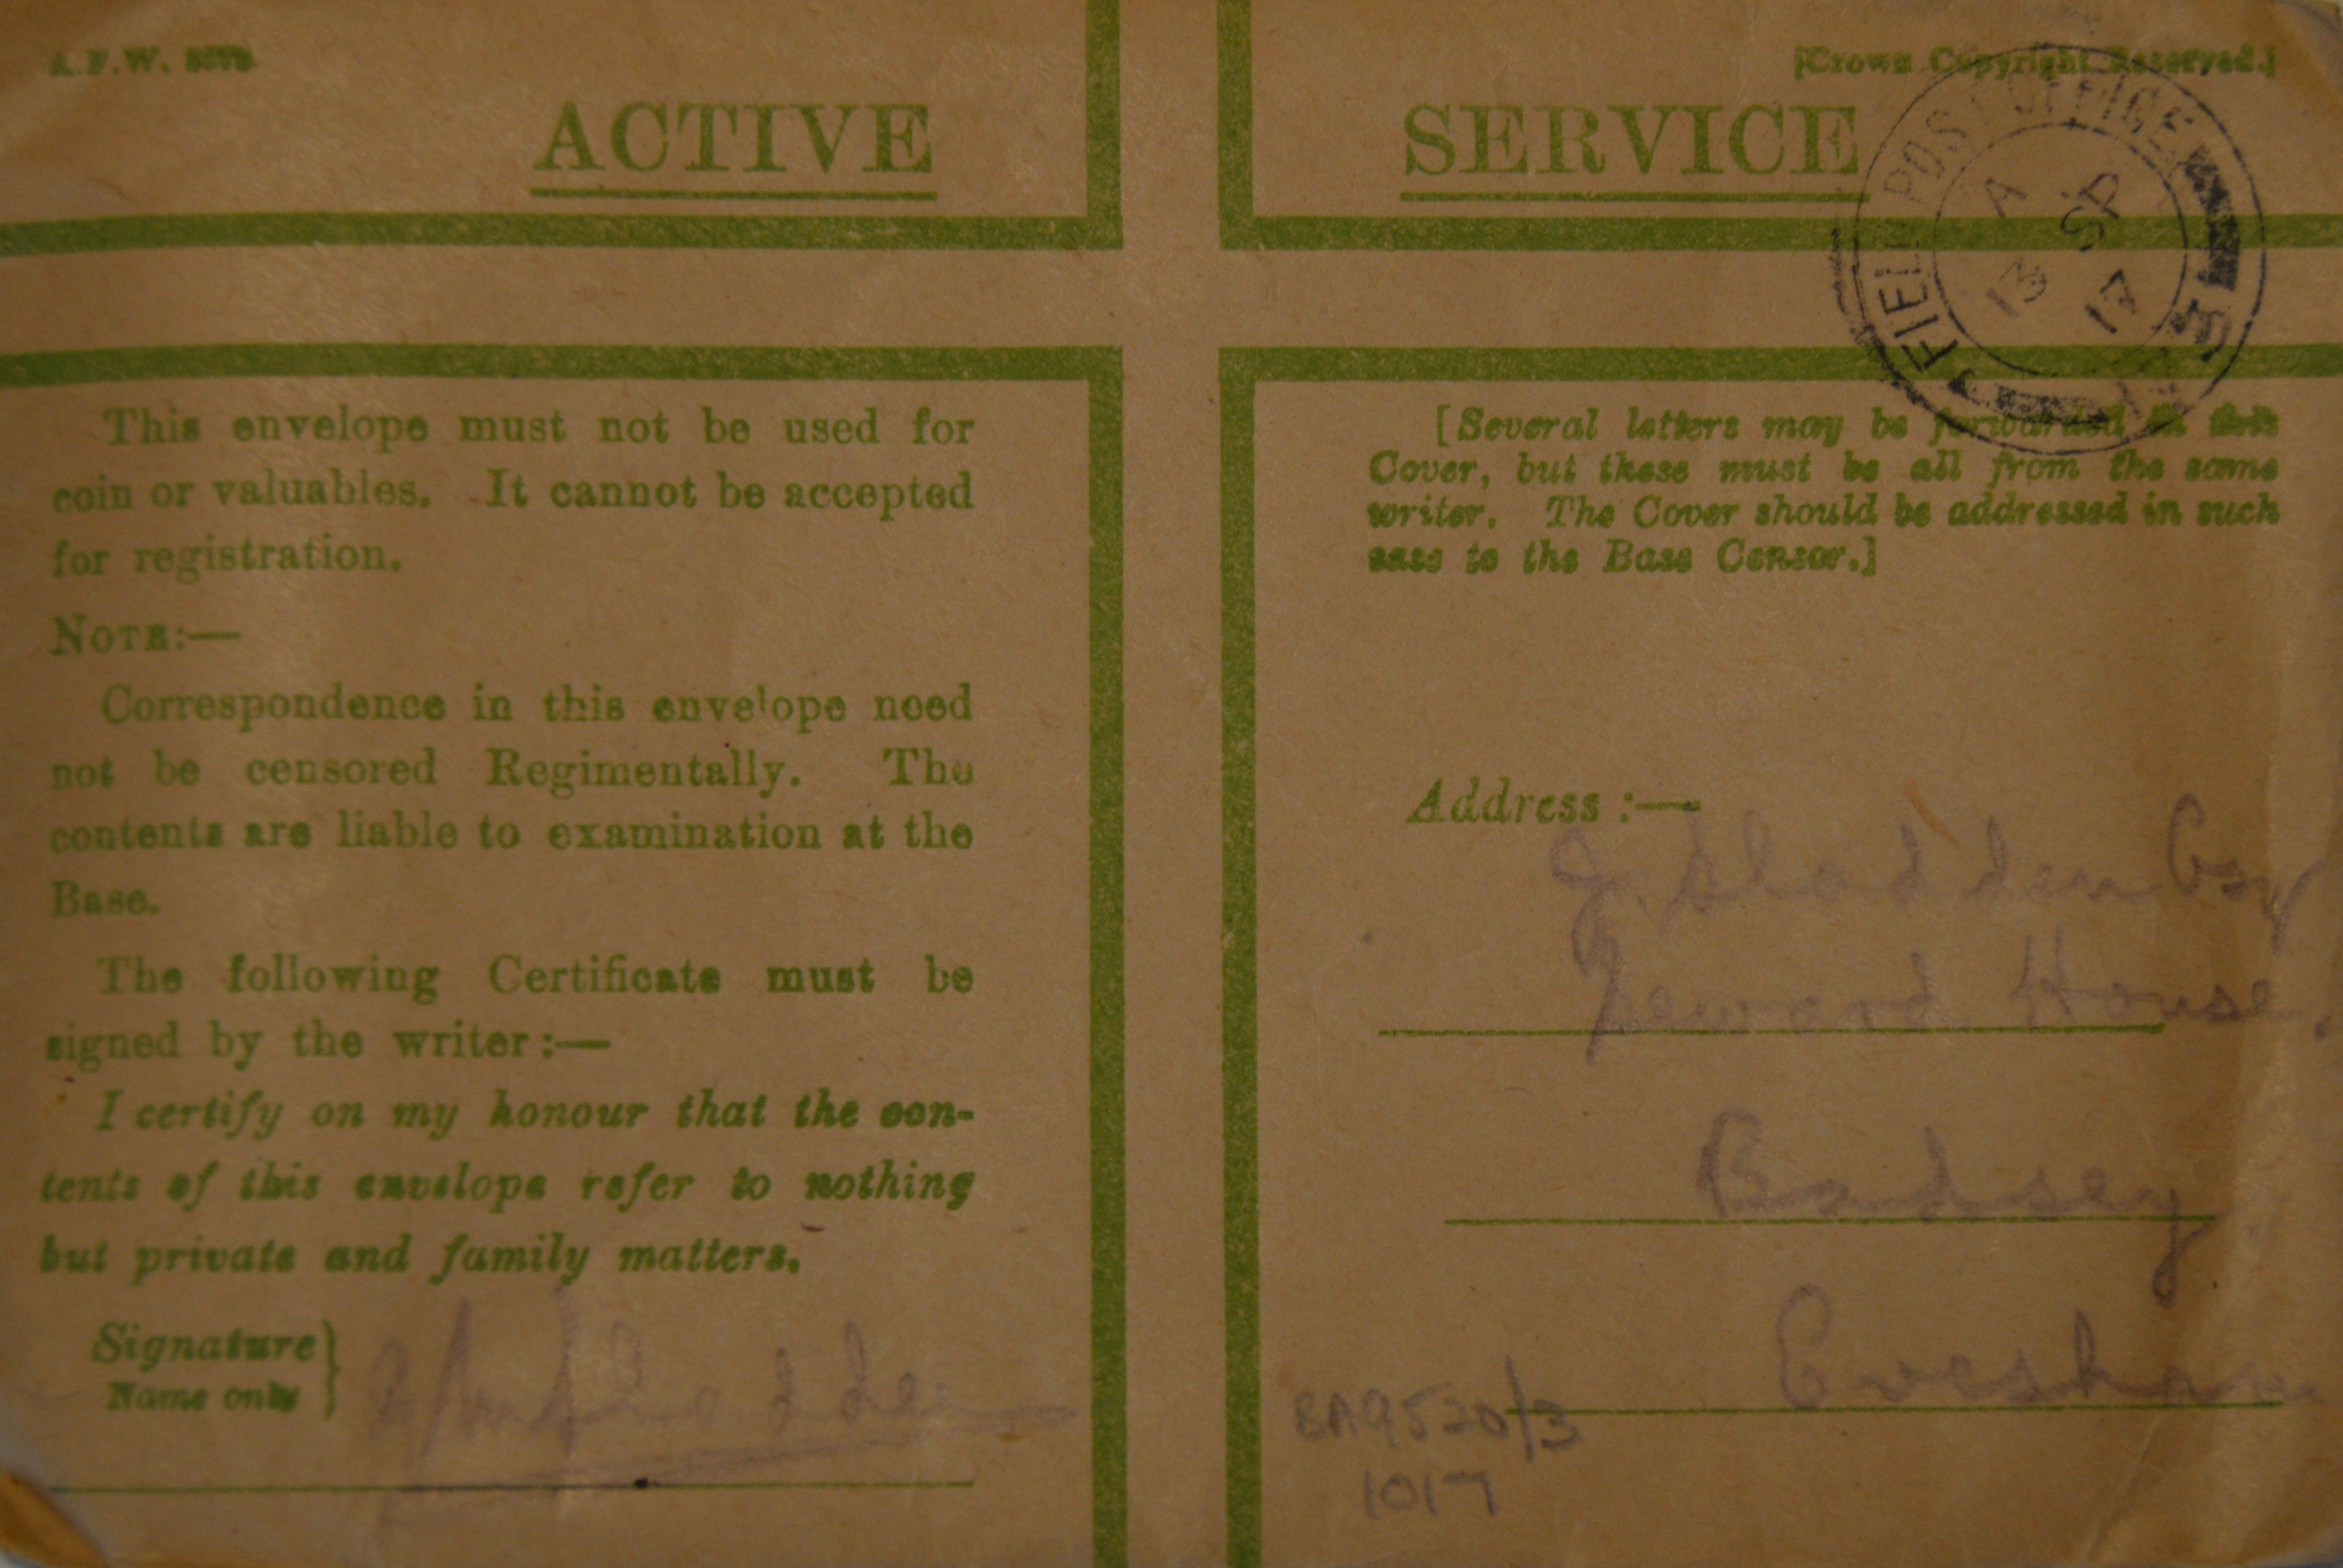 A.F.W. 3078
[Crown Copyright Reserved.]
ACTIVE SERVICE
FIELD POST OFFICE
A
13 SP
17
This envelope must not be used for
coin or valuables. It cannot be accepted
for registration.
NOTE:—
Correspondence in this envelope need
not be censored Regimentally. The
contents are liable to examination at the
Base.
The following Certificate must be
signed by the writer:—
I certify on my honour that the con-
tents of this envelope refer to nothing
but private and family matters.
Signature
Name only
Sladden
[Several letters may be forwarded in this
Cover, but these must be all from the same
writer. The Cover should be addressed in such
case to the Base Censor.]
Address :—
J. Sladden Esq
Seward House.
Badsey
Evesham
BA9520/3
1017